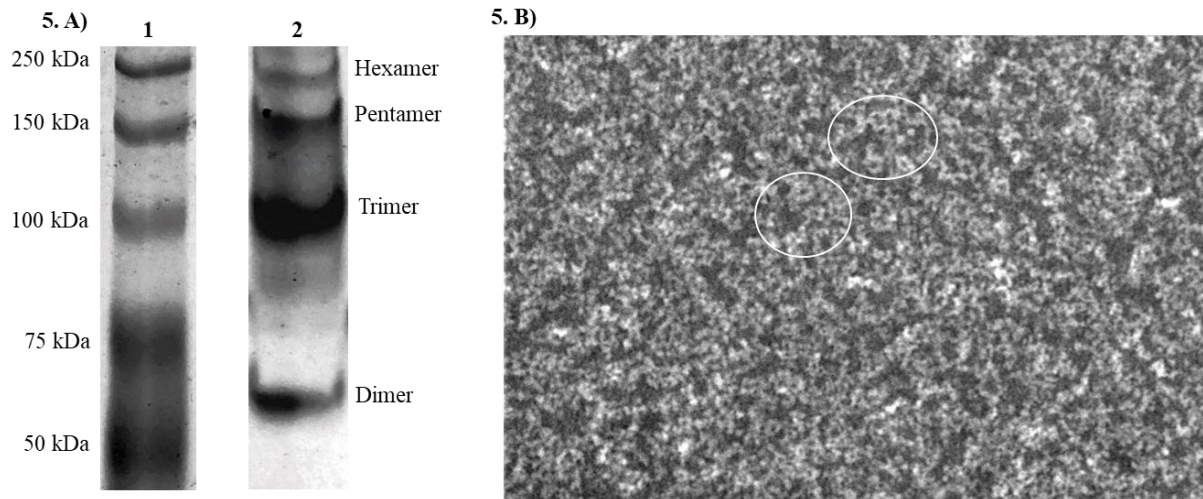 5. A)
1
2
250 kDa
150 kDa
100 kDa
75 kDa
50 kDa
Hexamer
Pentamer
Trimer
Dimer
5. B)